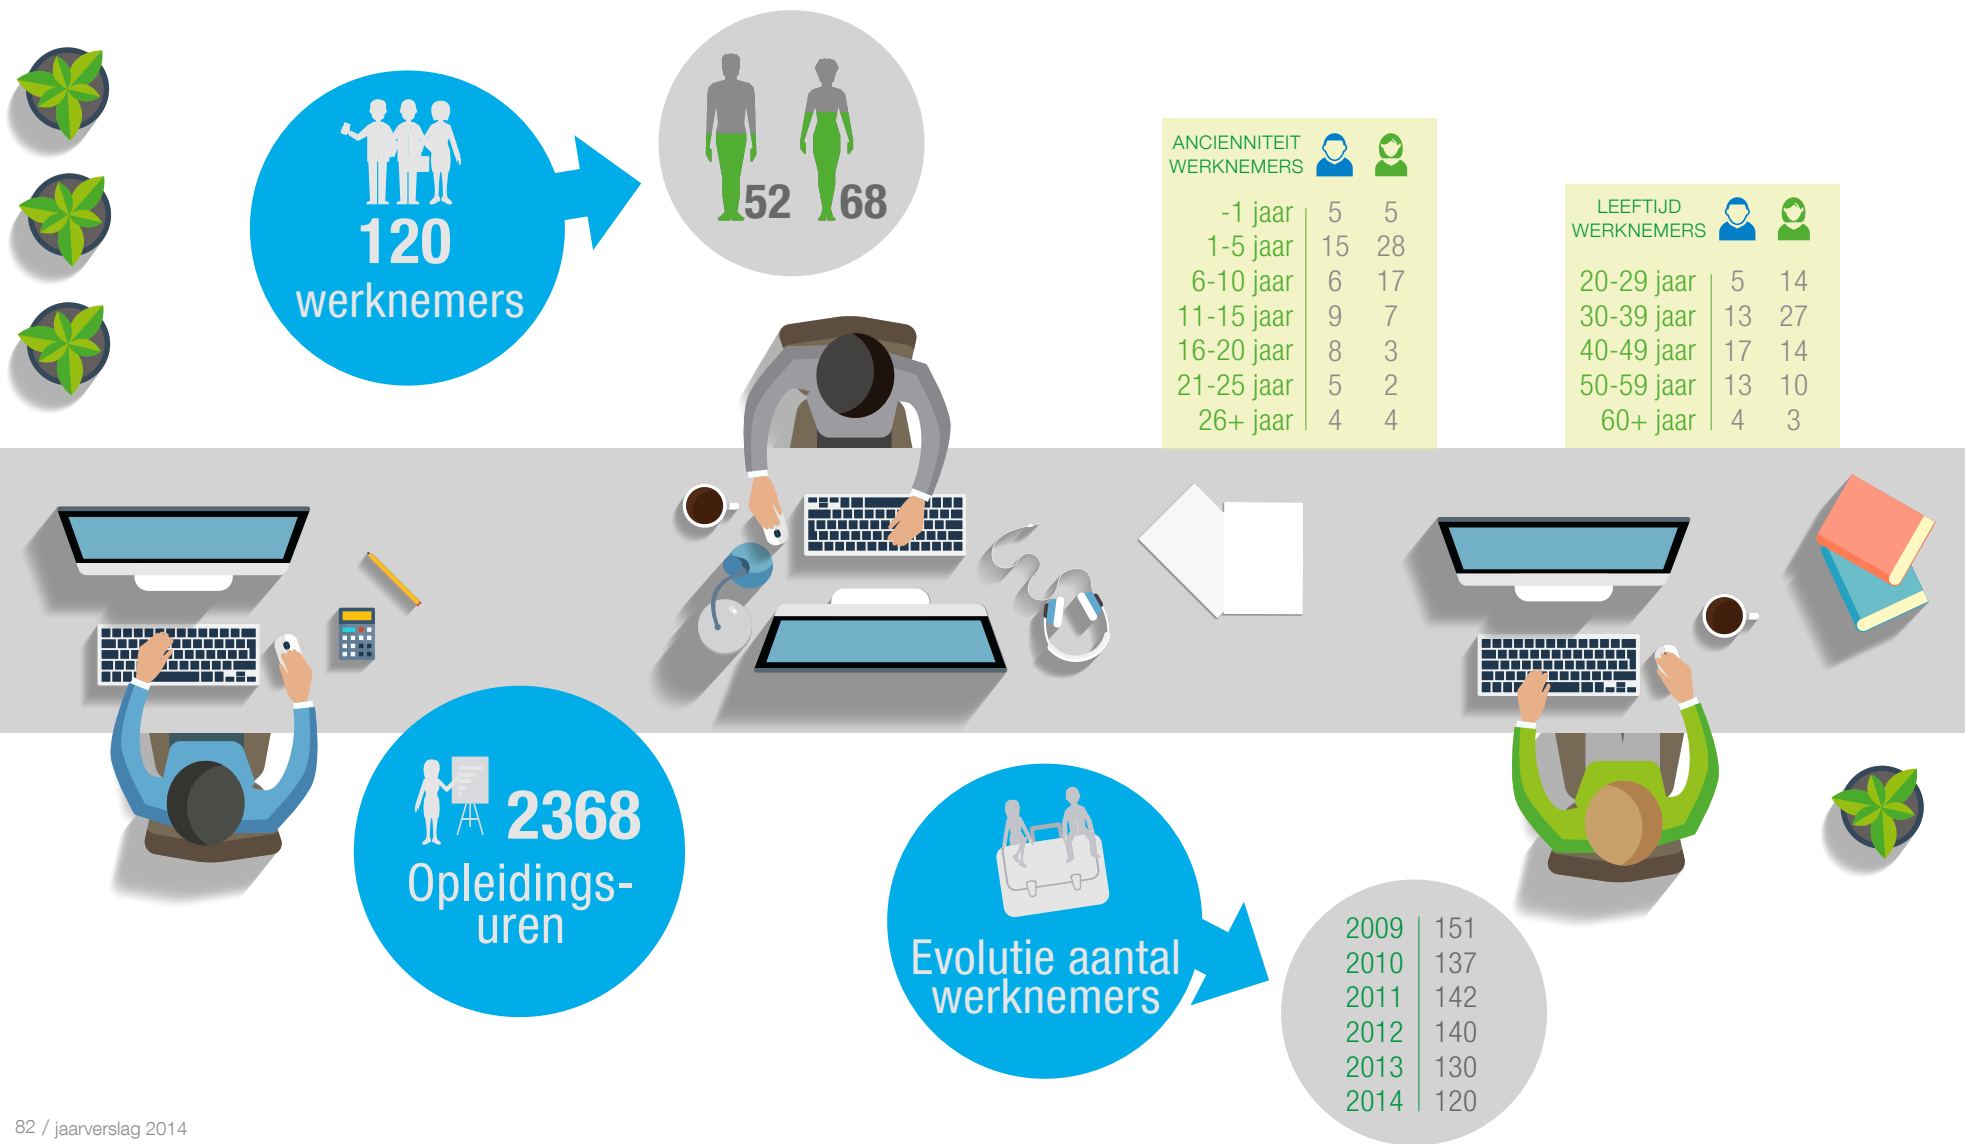 120
werknemers
52 68
ANCIENNITEIT
WERKNEMERS
-1 jaar 5 5
1-5 jaar 15 28
6-10 jaar 6 17
11-15 jaar 9 7
16-20 jaar 8 3
21-25 jaar 5 2
26+ jaar 4 4
LEEFTIJD
WERKNEMERS
20-29 jaar 5 14
30-39 jaar 13 27
40-49 jaar 17 14
50-59 jaar 13 10
60+ jaar 4 3
2368
Opleidings-
uren
Evolutie aantal
werknemers
2009 151
2010 137
2011 142
2012 140
2013 130
2014 120
82 / jaarverslag 2014